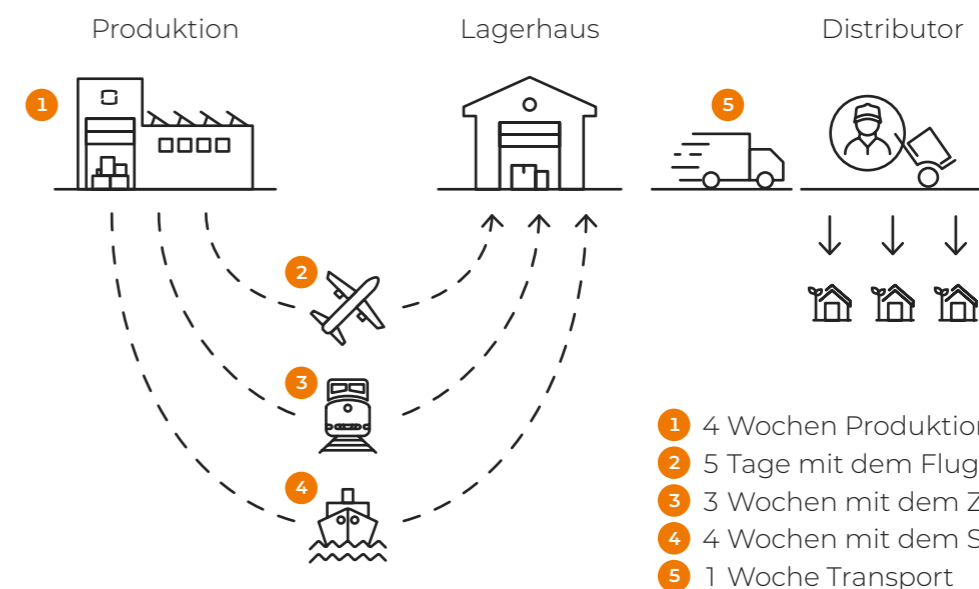 Produktion Lagerhaus Distributor
1
5
2
3
4
1 4 Wochen Produktion
2 5 Tage mit dem Flug
3 3 Wochen mit dem Z
4 4 Wochen mit dem S
5 1 Woche Transport